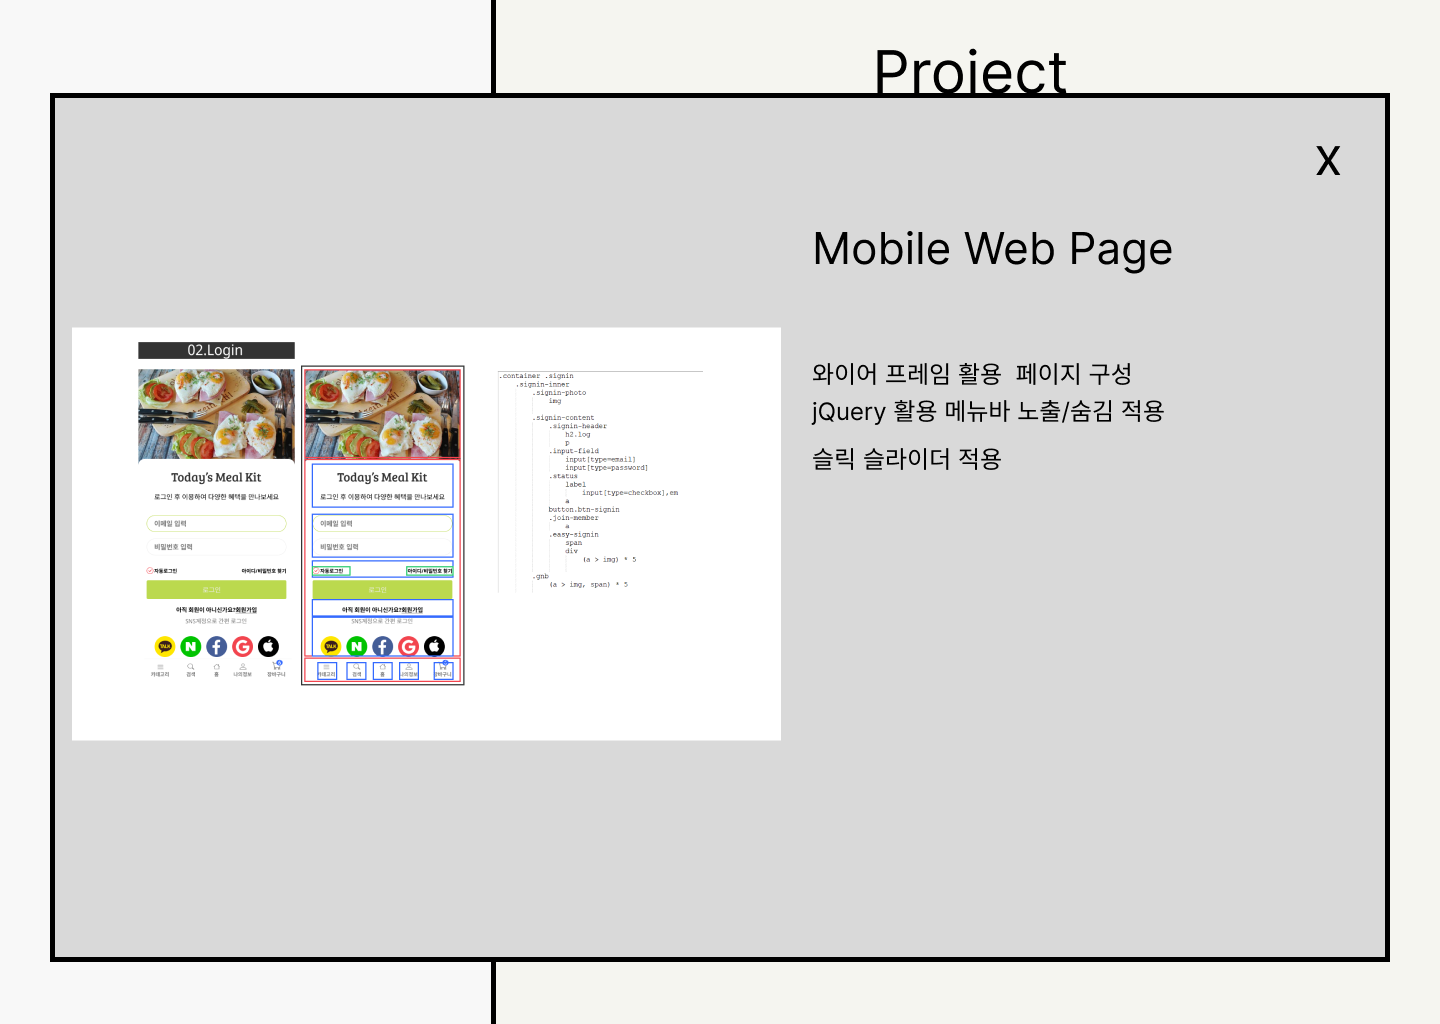 Project
X
Mobile Web Page
와이어 프레임 활용 페이지 구성
jQuery 활용 메뉴바 노출/숨김 적용
슬릭 슬라이더 적용
02.Login
Today's Meal Kit
로그인 후 이용하여 다양한 혜택을 만나보세요
이메일 입력
비밀번호 입력
자동로그인 아이디/비밀번호 찾기
로그인
아직 회원이 아니신가요?회원가입
SNS계정으로 간편 로그인
TALK N f G
카테고리 검색 홈 나의정보 장바구니
Today's Meal Kit
로그인 후 이용하여 다양한 혜택을 만나보세요
이메일 입력
비밀번호 입력
자동로그인 아이디/비밀번호 찾기
로그인
아직 회원이 아니신가요?회원가입
SNS계정으로 간편 로그인
TALK N f G
카테고리 검색 홈 나의정보 장바구니
.container .signin
.signin-inner
.signin-photo
img
.signin-content
.signin-header
h2.log
p
.input-field
input[type=email]
input[type=password]
.status
label
input[type=checkbox],em
a
button.btn-signin
.join-member
a
.easy-signin
span
div
(a > img) * 5
.gnb
(a > img, span) * 5